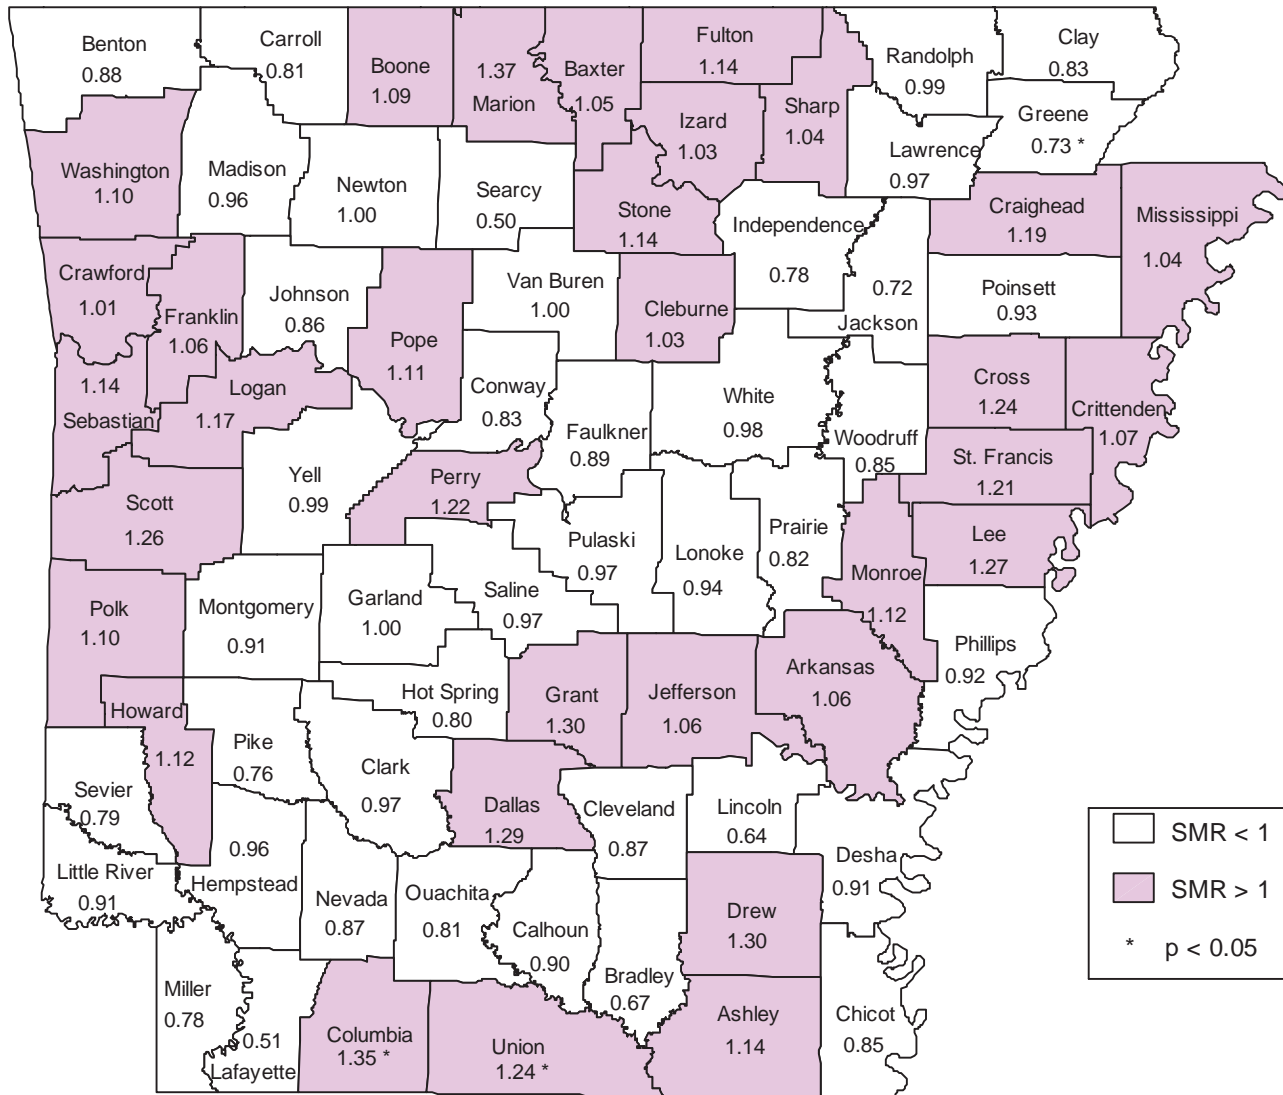 Benton
0.88
Carroll
0.81
Boone
1.09
1.37
Marion
Baxter
1.05
Fulton
1.14
Sharp
1.04
Randolph
0.99
Clay
0.83
Greene
0.73 *
Izard
1.03
Lawrence
0.97
Washington
1.10
Madison
0.96
Newton
1.00
Searcy
0.50
Stone
1.14
Independence
0.78
Craighead
1.19
Mississippi
1.04
Crawford
1.01
Franklin
1.06
Johnson
0.86
Pope
1.11
Van Buren
1.00
Cleburne
1.03
0.72
Jackson
Poinsett
0.93
1.14
Sebastian
Logan
1.17
Conway
0.83
Faulkner
0.89
White
0.98
Woodruff
0.85
Cross
1.24
Crittenden
1.07
St. Francis
1.21
Scott
1.26
Yell
0.99
Perry
1.22
Pulaski
0.97
Lonoke
0.94
Prairie
0.82
Monroe
1.12
Lee
1.27
Polk
1.10
Montgomery
0.91
Garland
1.00
Saline
0.97
Phillips
0.92
Hot Spring
0.80
Grant
1.30
Jefferson
1.06
Arkansas
1.06
Howard
1.12
Pike
0.76
Clark
0.97
Sevier
0.79
Dallas
1.29
Cleveland
0.87
Lincoln
0.64
Desha
0.91
Little River
0.91
0.96
Hempstead
Nevada
0.87
Ouachita
0.81
Calhoun
0.90
Bradley
0.67
Drew
1.30
Miller
0.78
0.51
Lafayette
Columbia
1.35 *
Union
1.24 *
Ashley
1.14
Chicot
0.85
SMR < 1
SMR > 1
* p < 0.05